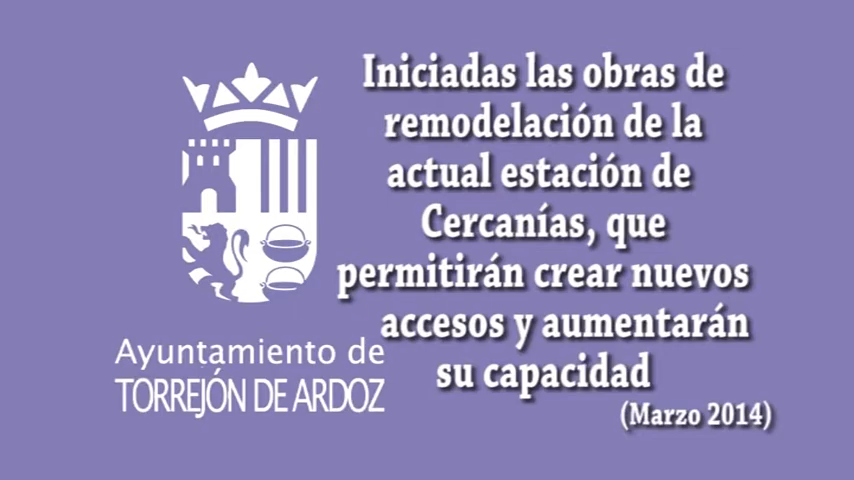 Iniciadas las obras de
remodelación de la
actual estación de
Cercanías, que
permitirán crear nuevos
accesos y aumentarán
su capacidad
(Marzo 2014)
Ayuntamiento de
TORREJÓN DE ARDOZ